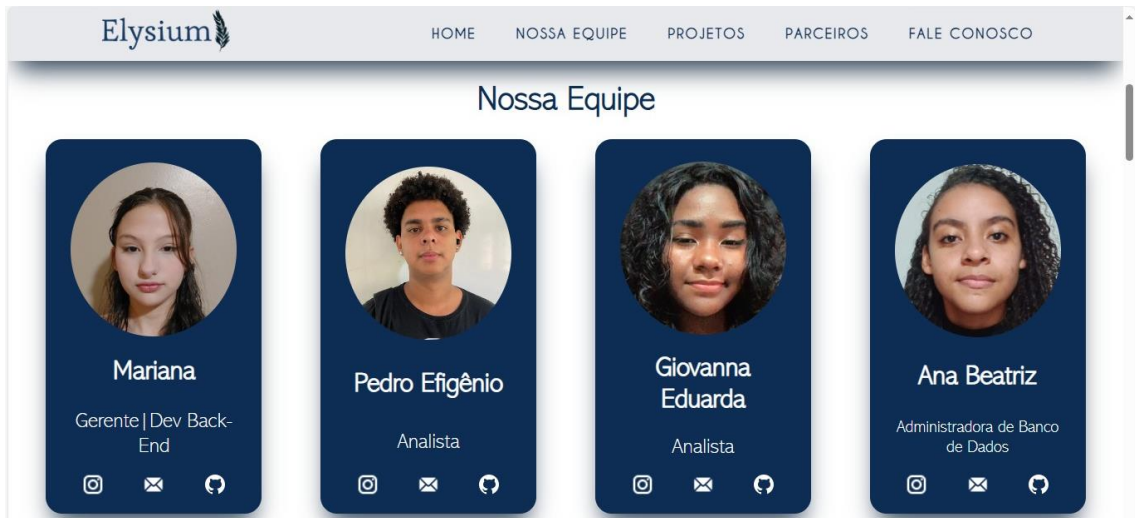 Elysium
HOME NOSSA EQUIPE PROJETOS PARCEIROS FALE CONOSCO
Nossa Equipe
Mariana
Gerente | Dev Back-
End
Pedro Efigênio
Analista
Giovanna
Eduarda
Analista
Ana Beatriz
Administradora de Banco
de Dados